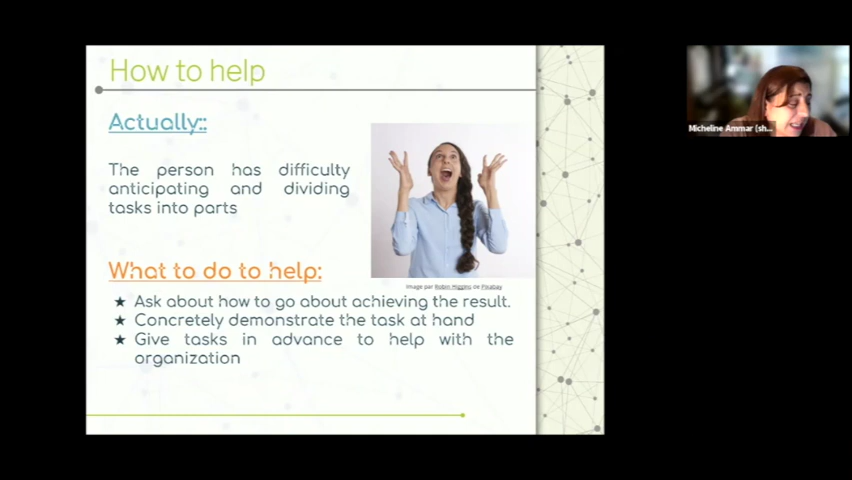 How to help
Actually::
The person has difficulty
anticipating and dividing
tasks into parts
What to do to help:
Image par Robin Higgins de Pixabay
★ Ask about how to go about achieving the result.
★ Concretely demonstrate the task at hand
★ Give tasks in advance to help with the
organization
Micheline Ammar (sh...